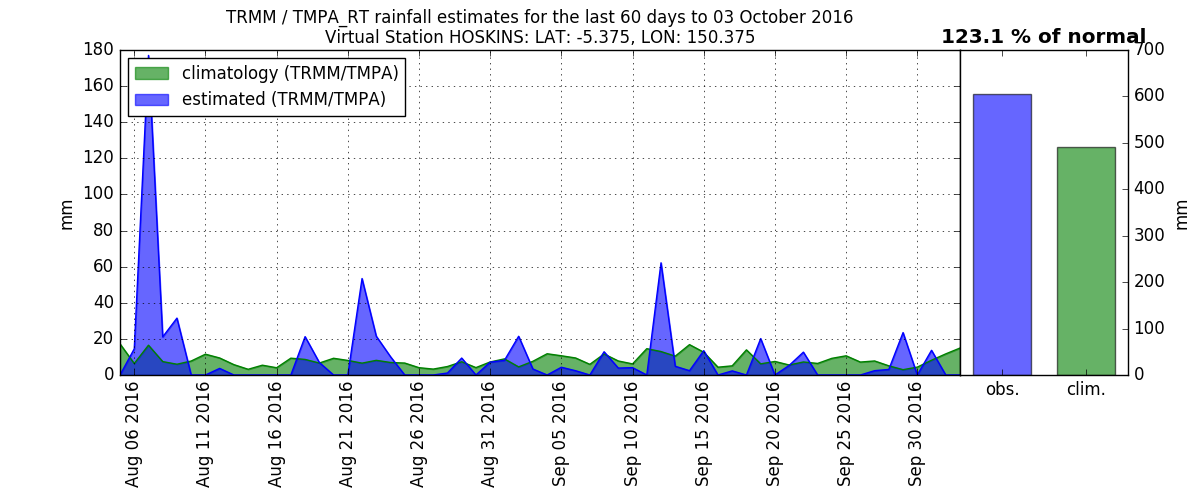 TRMM / TMPA_RT rainfall estimates for the last 60 days to 03 October 2016
Virtual Station HOSKINS: LAT: -5.375, LON: 150.375
123.1 % of normal
climatology (TRMM/TMPA)
estimated (TRMM/TMPA)
mm
180
160
140
120
100
80
60
40
20
0
Aug 06 2016
Aug 11 2016
Aug 16 2016
Aug 21 2016
Aug 26 2016
Aug 31 2016
Sep 05 2016
Sep 10 2016
Sep 15 2016
Sep 20 2016
Sep 25 2016
Sep 30 2016
700
600
500
400
300
200
100
0
mm
obs.
clim.